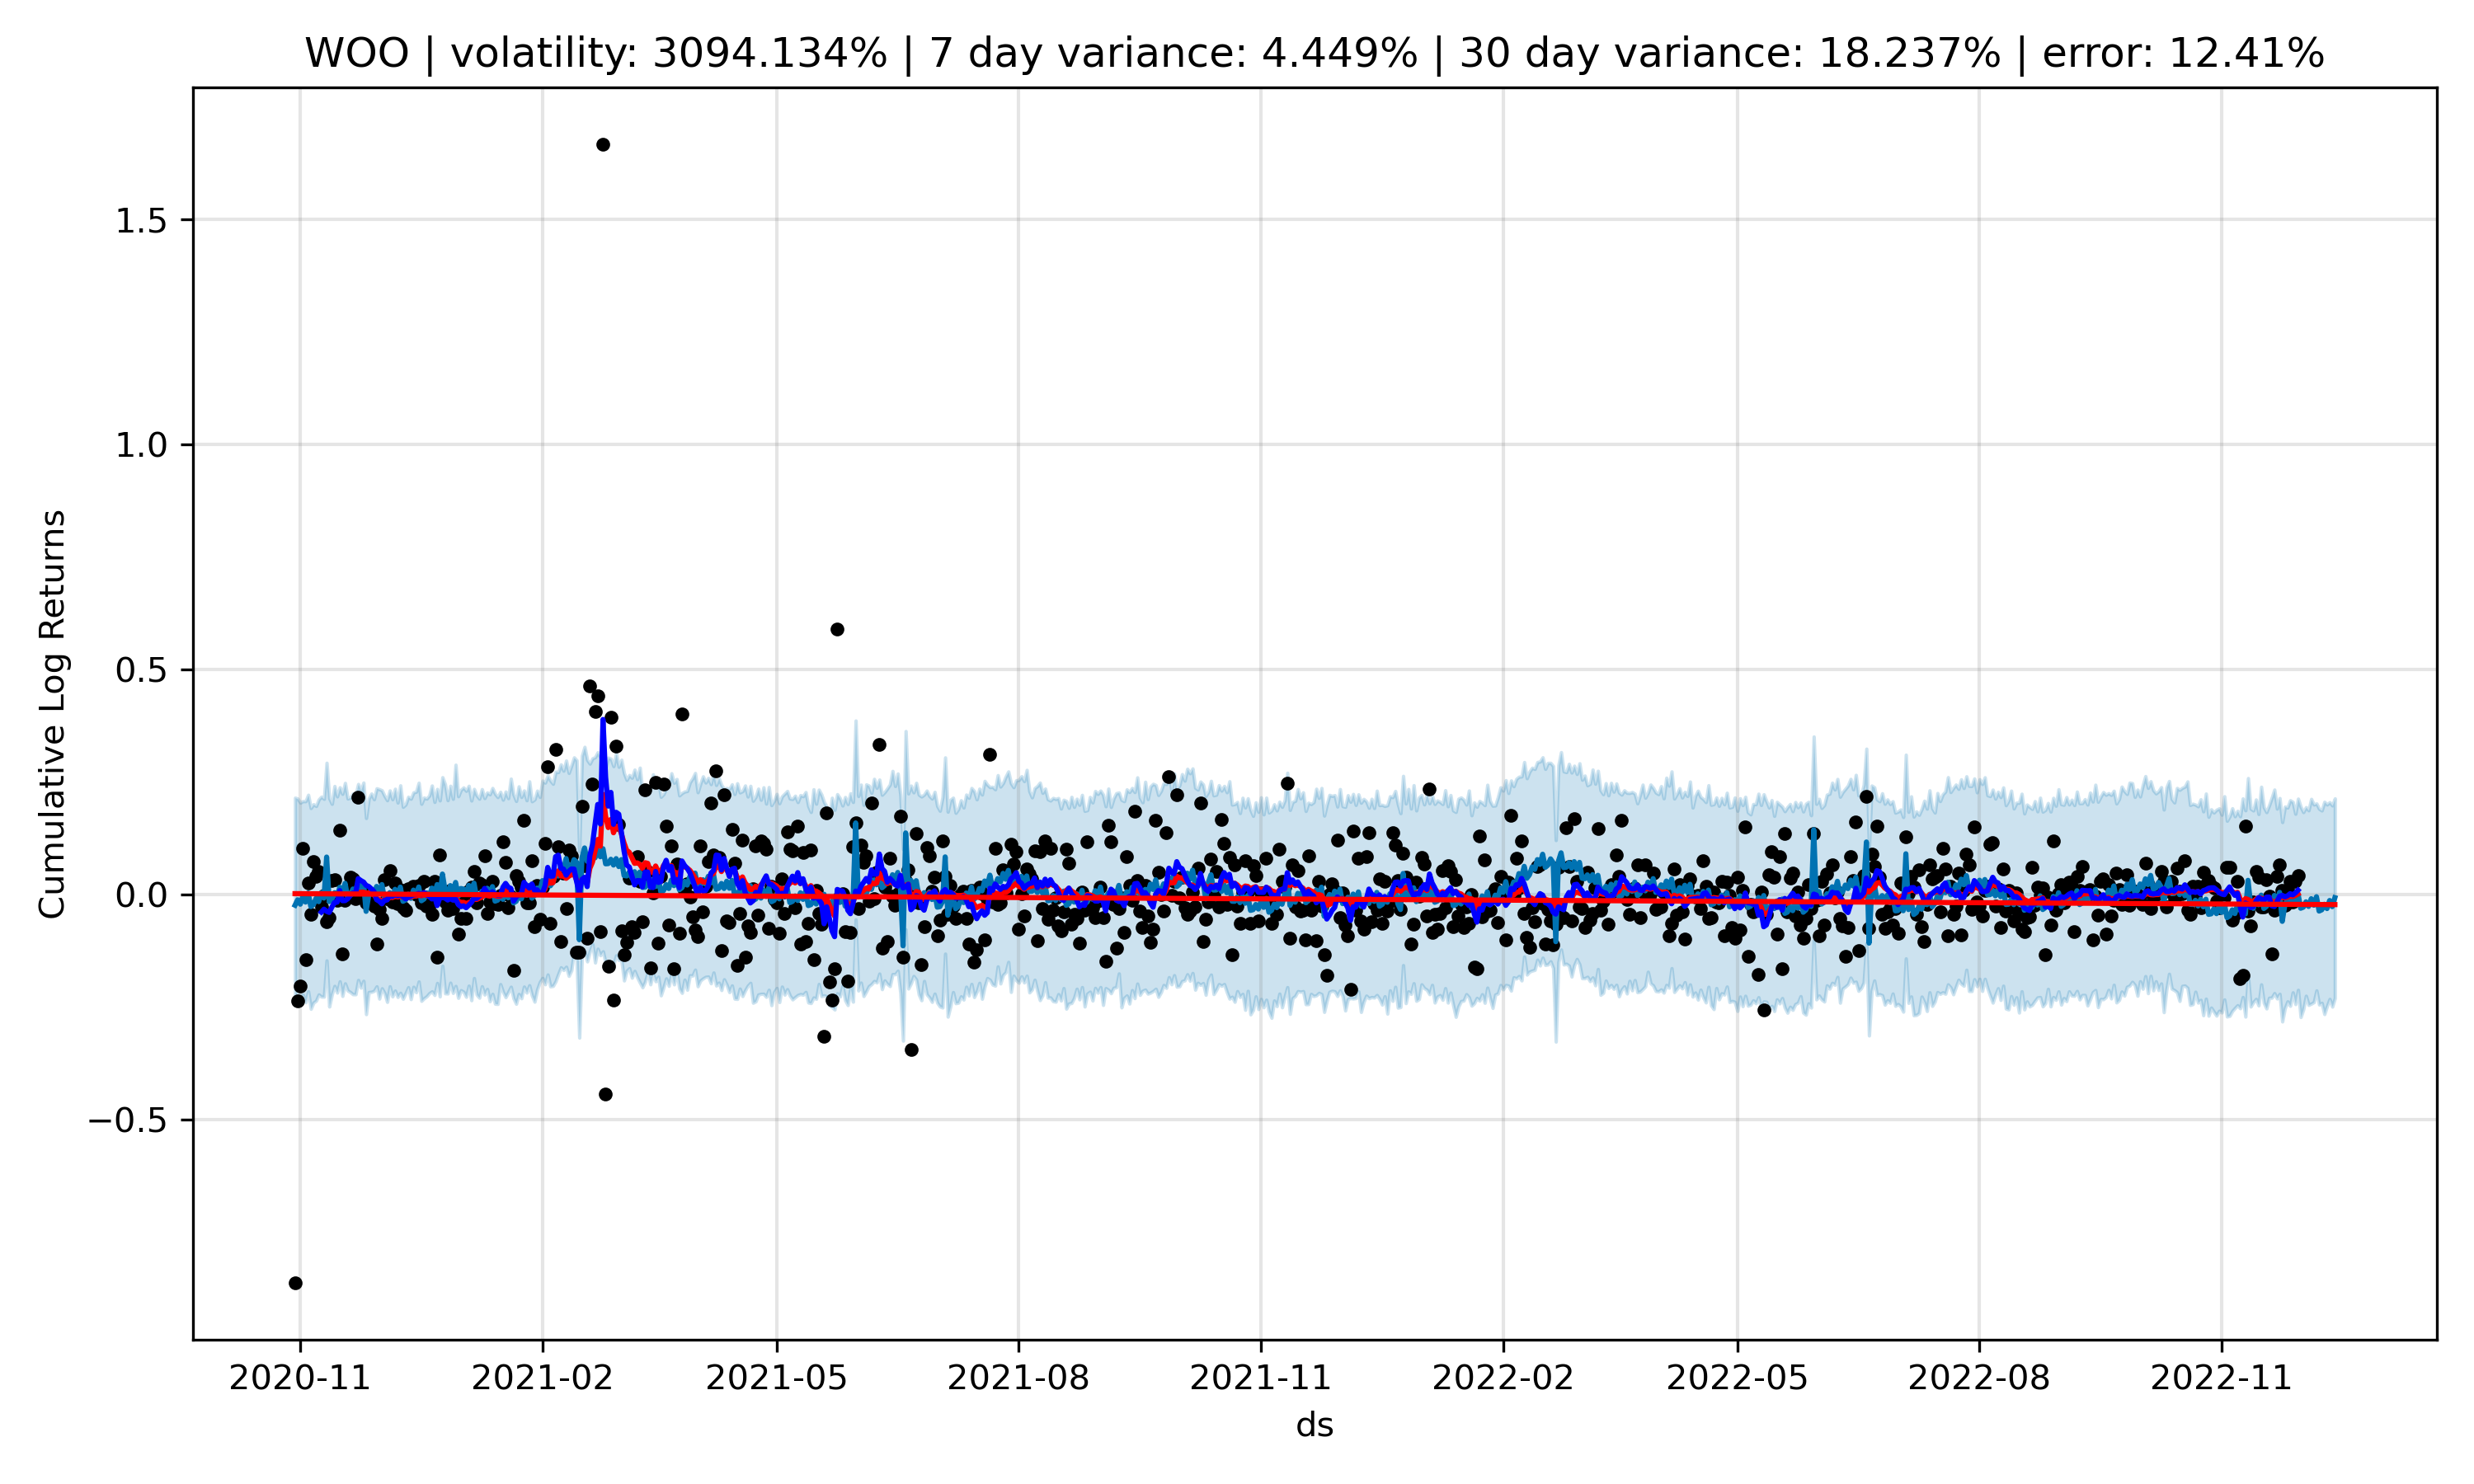 WOO | volatility: 3094.134% | 7 day variance: 4.449% | 30 day variance: 18.237% | error: 12.41%
Cumulative Log Returns
1.5
1.0
0.5
0.0
−0.5
2020-11 2021-02 2021-05 2021-08 2021-11 2022-02 2022-05 2022-08 2022-11
ds